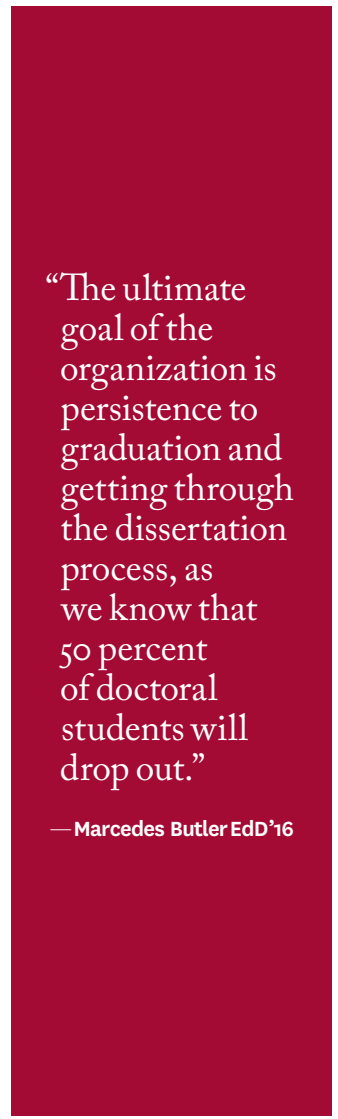 “The ultimate
goal of the
organization is
persistence to
graduation and
getting through
the dissertation
process, as
we know that
50 percent
of doctoral
students will
drop out.”
—Marcedes Butler EdD’16